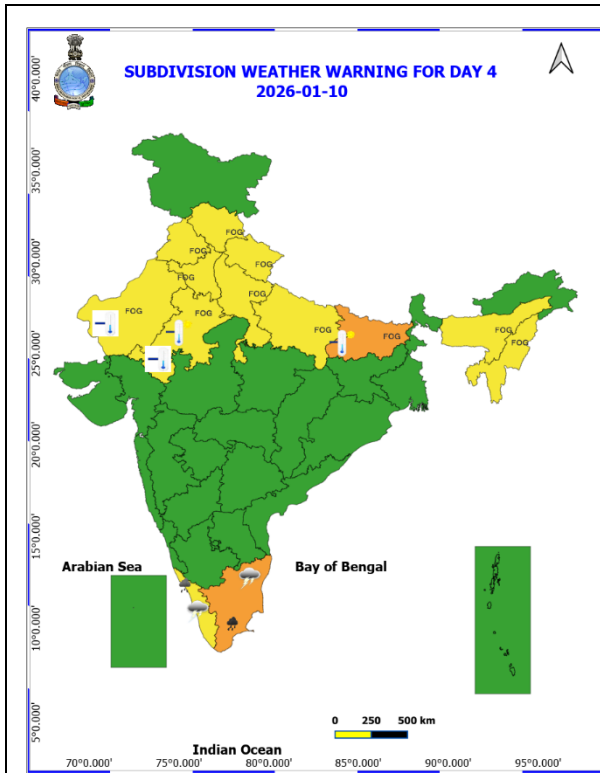 SUBDIVISION WEATHER WARNING FOR DAY 4
2026-01-10
40°0.000'
35°0.000'
30°0.000'
25°0.000'
20°0.000'
15°0.000'
10°0.000'
5°0.000'
FOG
FOG
FOG
FOG
FOG
FOG
FOG
FOG
FOG
FOG
FOG
Arabian Sea
Bay of Bengal
0 250 500 km
Indian Ocean
70°0.000' 75°0.000' 80°0.000' 85°0.000' 90°0.000' 95°0.000'